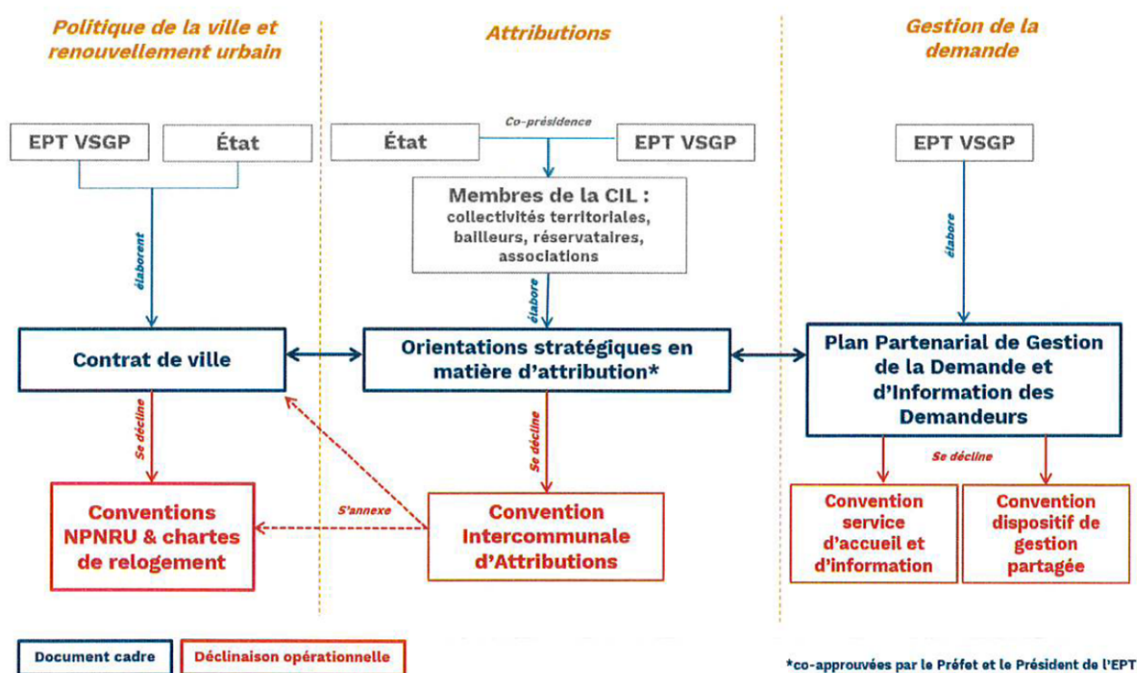 Politique de la ville et
renouvellement urbain
Attributions
Gestion de la
demande
EPT VSGP
État
État
Co-présidence
EPT VSGP
EPT VSGP
Membres de la CIL :
collectivités territoriales,
bailleurs, réservataires,
associations
élaborent
élabore
élabore
Contrat de ville
Orientations stratégiques en
matière d'attribution*
Plan Partenarial de Gestion
de la Demande et
d'Information des
Demandeurs
Se décline
Se décline
Se décline
Conventions
NPNRU & chartes
de relogement
S'annexe
Convention
Intercommunale
d'Attributions
Convention
service
d'accueil et
d'information
Convention
dispositif de
gestion
partagée
Document cadre
Déclinaison opérationnelle
*co-approuvées par le Préfet et le Président de l'EPT